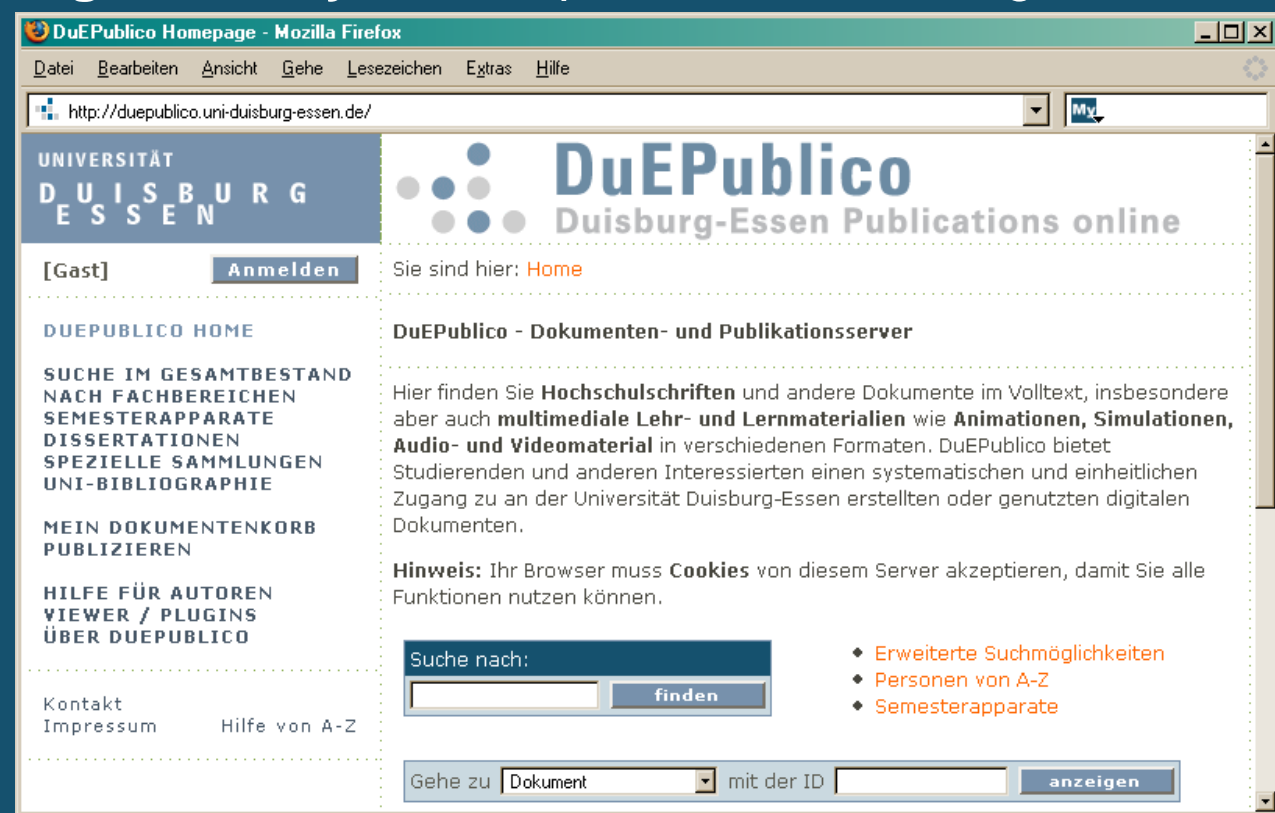 DuEPublico Homepage - Mozilla Firefox
Datei Bearbeiten Ansicht Gehe Lesezeichen Extras Hilfe
http://duepublico.uni-duisburg-essen.de/
My
UNIVERSITÄT
DUISBURG
ESSEN
DuEPublico
Duisburg-Essen Publications online
[Gast] Anmelden
Sie sind hier: Home
DUEPUBLICO HOME
SUCHE IM GESAMTBESTAND
NACH FACHBEREICHEN
SEMESTERAPPARATE
DISSERTATIONEN
SPEZIELLE SAMMLUNGEN
UNI-BIBLIOGRAPHIE
MEIN DOKUMENTENKORB
PUBLIZIEREN
HILFE FÜR AUTOREN
VIEWER / PLUGINS
ÜBER DUEPUBLICO
Kontakt
Impressum Hilfe von A-Z
DuEPublico - Dokumenten- und Publikationsserver
Hier finden Sie Hochschulschriften und andere Dokumente im Volltext, insbesondere
aber auch multimediale Lehr- und Lernmaterialien wie Animationen, Simulationen,
Audio- und Videomaterial in verschiedenen Formaten. DuEPublico bietet
Studierenden und anderen Interessierten einen systematischen und einheitlichen
Zugang zu an der Universität Duisburg-Essen erstellten oder genutzten digitalen
Dokumenten.
Hinweis: Ihr Browser muss Cookies von diesem Server akzeptieren, damit Sie alle
Funktionen nutzen können.
Suche nach:
finden
Erweiterte Suchmöglichkeiten
Personen von A-Z
Semesterapparate
Gehe zu Dokument mit der ID anzeigen